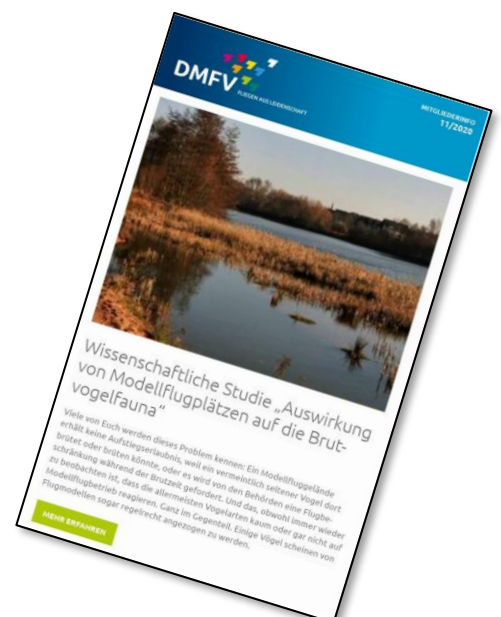 DMFV
FLIEGEN AUS LEIDENSCHAFT
MITGLIEDERINFO
11/2020
Wissenschaftliche Studie „Auswirkung
von Modellflugplätzen auf die Brut-
vogelfauna“
Viele von Euch werden dieses Problem kennen: Ein Modellfluggelände
erhält keine Aufstiegserlaubnis, weil ein vermeintlich seltener Vogel dort
brütet oder brüten könnte, oder es wird von den Behörden eine Flugbe-
schränkung während der Brutzeit gefordert. Und das, obwohl immer wieder
zu beobachten ist, dass die allermeisten Vogelarten kaum oder gar nicht auf
Modellflugbetrieb reagieren. Ganz im Gegenteil. Einige Vögel scheinen von
Flugmodellen sogar regelrecht angezogen zu werden.
MEHR ERFAHREN